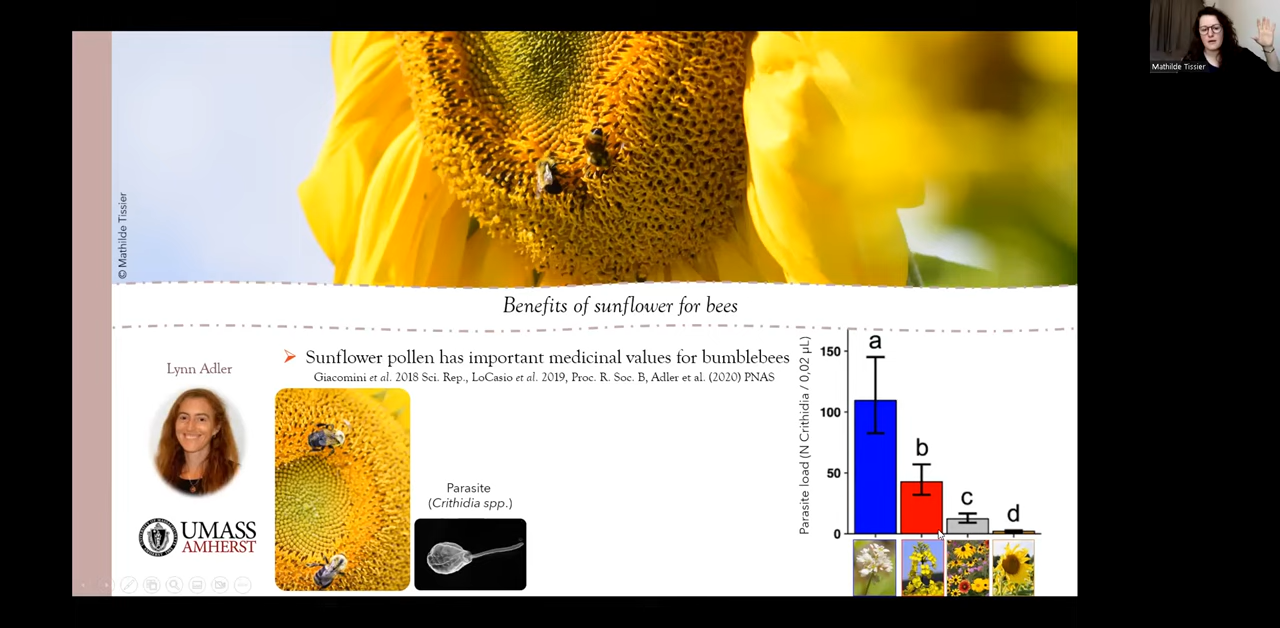 Mathilde Tissier
© Mathilde Tissier
Benefits of sunflower for bees
Lynn Adler
UMASS
AMHERST
➢ Sunflower pollen has important medicinal values for bumblebees
Giacomini et al. 2018 Sci. Rep., LoCasio et al. 2019, Proc. R. Soc. B, Adler et al. (2020) PNAS
Parasite
(Crithidia spp.)
Parasite load (N Crithidia / 0,02 µL)
150
100
50
0
a
b
c
d